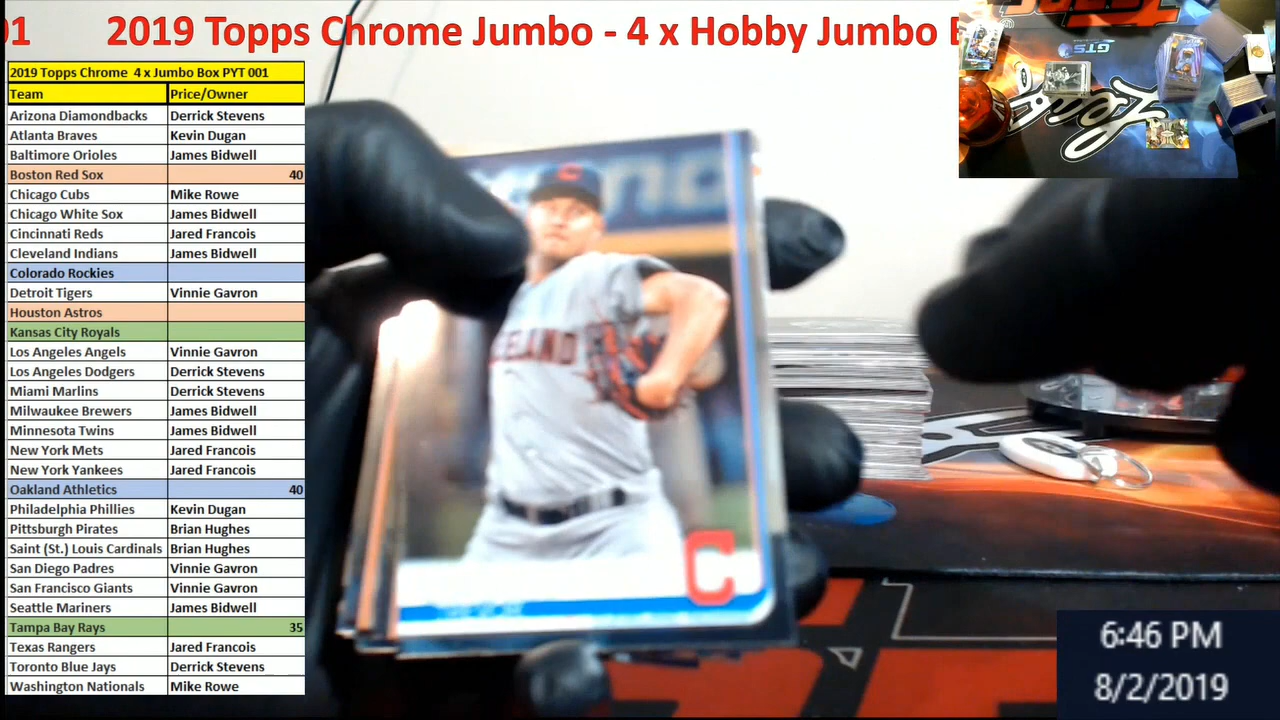 01 2019 Topps Chrome Jumbo - 4 x Hobby Jumbo
2019 Topps Chrome 4 x Jumbo Box PYT 001
Team Price/Owner
Arizona Diamondbacks Derrick Stevens
Atlanta Braves Kevin Dugan
Baltimore Orioles James Bidwell
Boston Red Sox 40
Chicago Cubs Mike Rowe
Chicago White Sox James Bidwell
Cincinnati Reds Jared Francois
Cleveland Indians James Bidwell
Colorado Rockies
Detroit Tigers Vinnie Gavron
Houston Astros
Kansas City Royals
Los Angeles Angels Vinnie Gavron
Los Angeles Dodgers Derrick Stevens
Miami Marlins Derrick Stevens
Milwaukee Brewers James Bidwell
Minnesota Twins James Bidwell
New York Mets Jared Francois
New York Yankees Jared Francois
Oakland Athletics 40
Philadelphia Phillies Kevin Dugan
Pittsburgh Pirates Brian Hughes
Saint (St.) Louis Cardinals Brian Hughes
San Diego Padres Vinnie Gavron
San Francisco Giants Vinnie Gavron
Seattle Mariners James Bidwell
Tampa Bay Rays 35
Texas Rangers Jared Francois
Toronto Blue Jays Derrick Stevens
Washington Nationals Mike Rowe
GTS
C
C
6:46 PM
8/2/2019